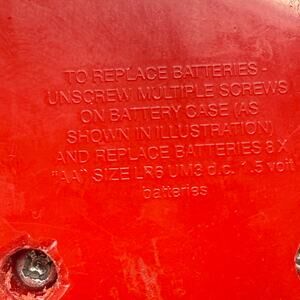 TO REPLACE BATTERIES -
UNSCREW MULTIPLE SCREWS
ON BATTERY CASE (AS
SHOWN IN ILLUSTRATION)
AND REPLACE BATTERIES 8 X
"AA" SIZE LR6 UM3 d.c. 1.5 volt
batteries